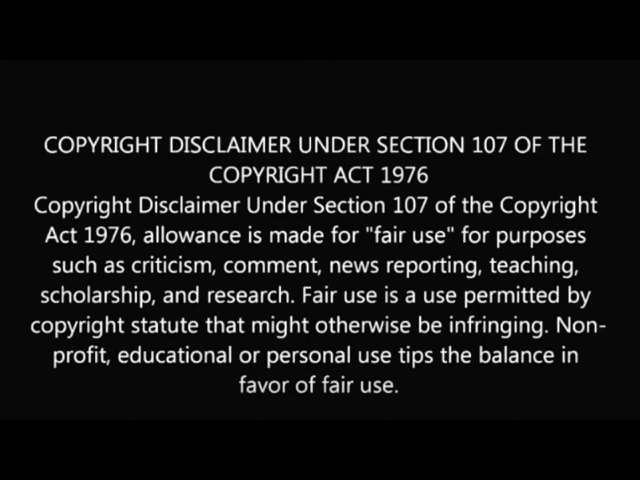 COPYRIGHT DISCLAIMER UNDER SECTION 107 OF THE
COPYRIGHT ACT 1976
Copyright Disclaimer Under Section 107 of the Copyright
Act 1976, allowance is made for "fair use" for purposes
such as criticism, comment, news reporting, teaching,
scholarship, and research. Fair use is a use permitted by
copyright statute that might otherwise be infringing. Non-
profit, educational or personal use tips the balance in
favor of fair use.